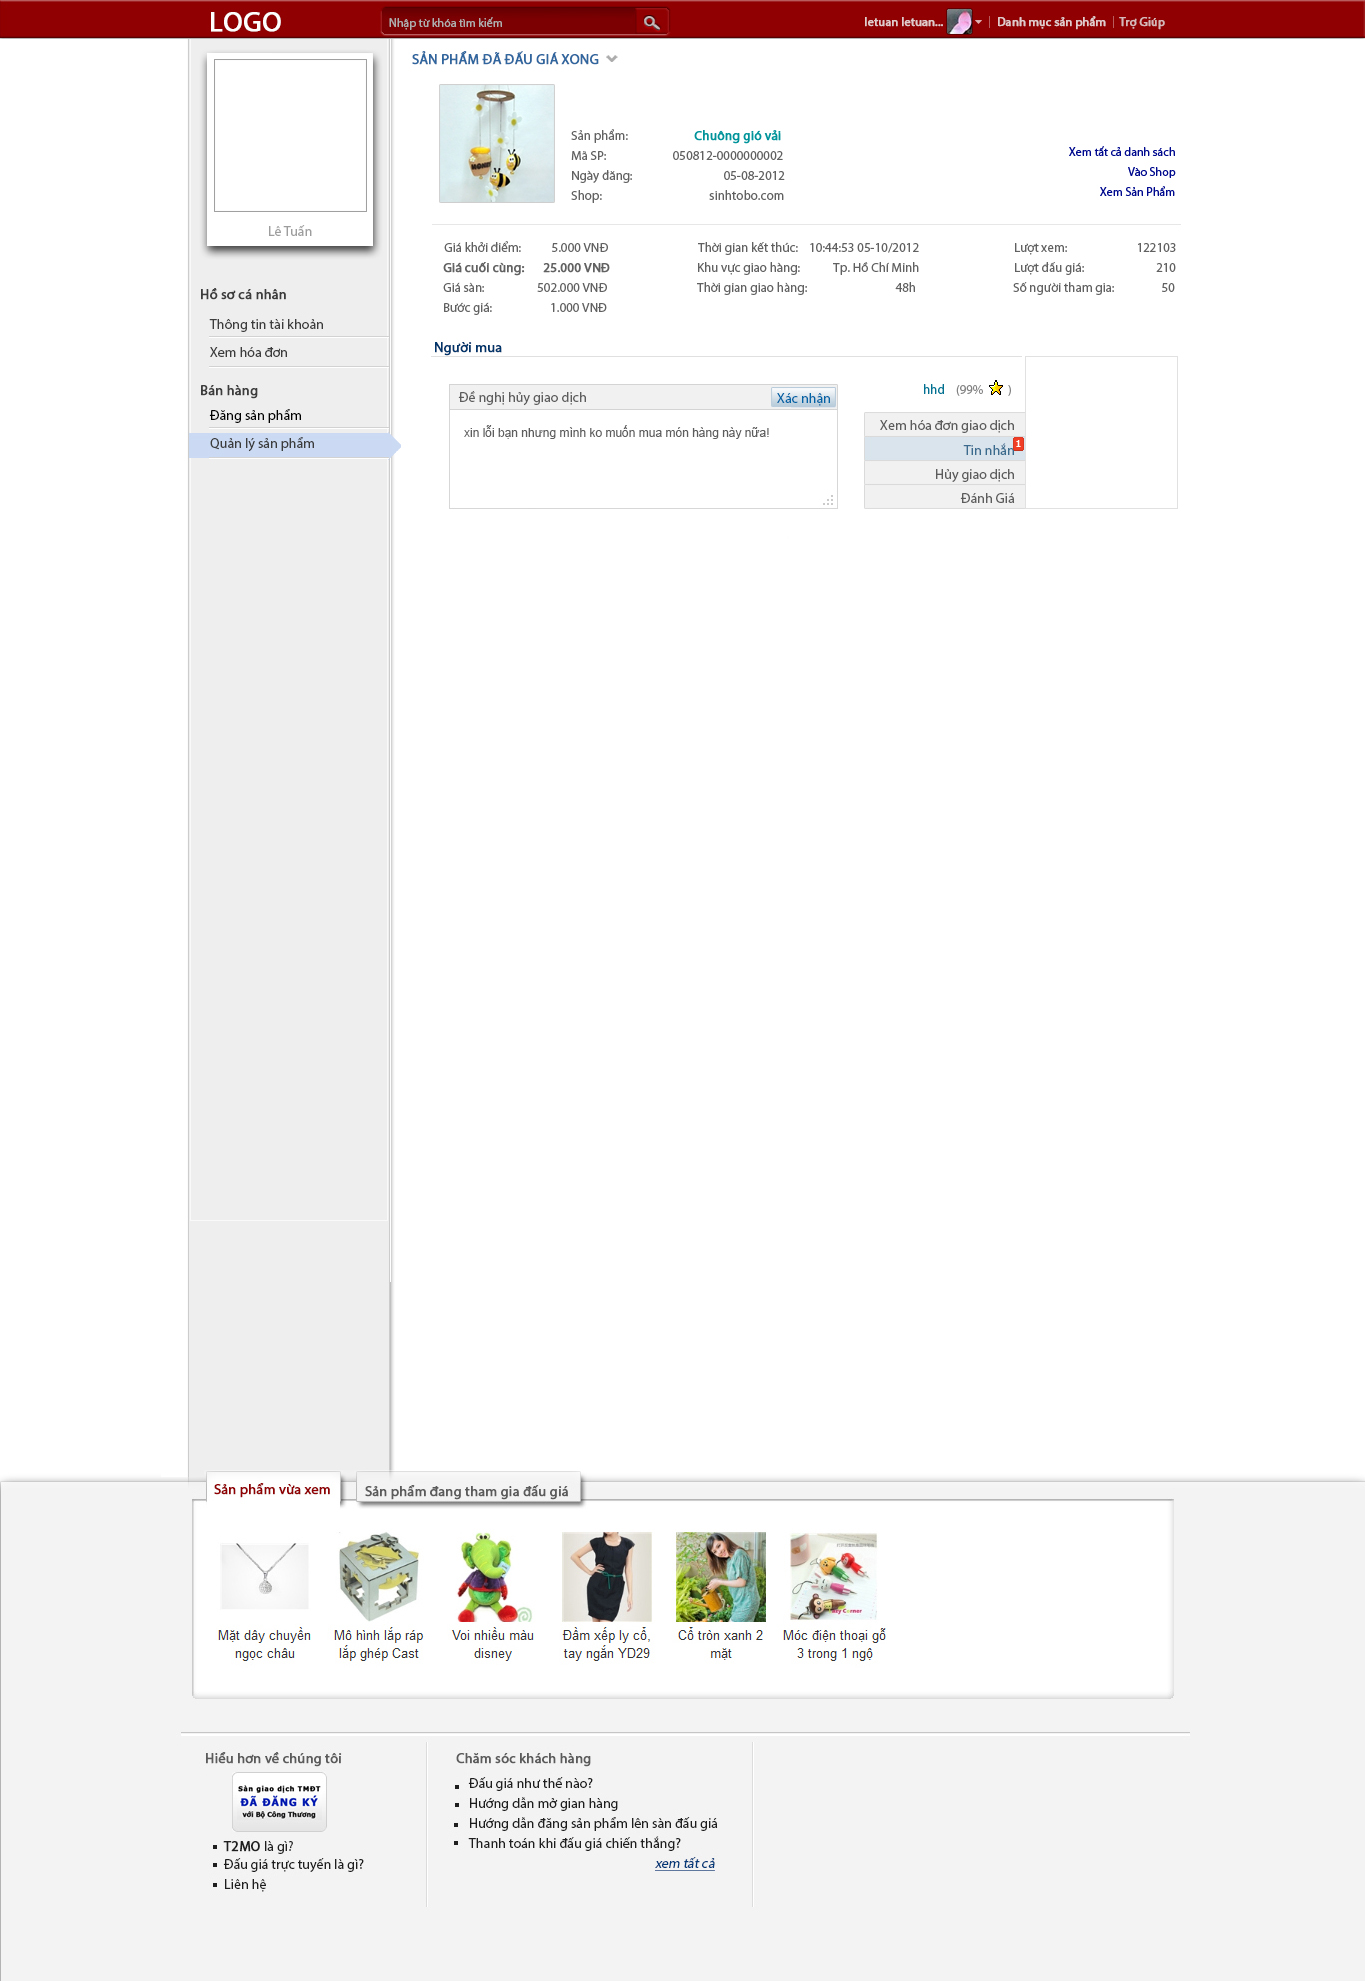 LOGO
Nhập từ khóa tìm kiếm
letuan letuan...
Danh mục sản phẩm
Trợ Giúp
Lê Tuấn
Hồ sơ cá nhân
Thông tin tài khoản
Xem hóa đơn
Bán hàng
Đăng sản phẩm
Quản lý sản phẩm
SẢN PHẨM ĐÃ ĐẤU GIÁ XONG
HONEY
Sản phẩm: Chuông gió vải
Mã SP: 050812-0000000002
Ngày đăng: 05-08-2012
Shop: sinhtobo.com
Xem tất cả danh sách
Vào Shop
Xem Sản Phẩm
Giá khởi điểm: 5.000 VNĐ
Giá cuối cùng: 25.000 VNĐ
Giá sàn: 502.000 VNĐ
Bước giá: 1.000 VNĐ
Thời gian kết thúc: 10:44:53 05-10/2012
Khu vực giao hàng: Tp. Hồ Chí Minh
Thời gian giao hàng: 48h
Lượt xem: 122103
Lượt đấu giá: 210
Số người tham gia: 50
Người mua
Đề nghị hủy giao dịch
Xác nhận
xin lỗi bạn nhưng mình ko muốn mua món hàng này nữa!
hhd (99% )
Xem hóa đơn giao dịch
Tin nhắn 1
Hủy giao dịch
Đánh Giá
Sản phẩm vừa xem
Sản phẩm đang tham gia đấu giá
Mặt dây chuyền
ngọc châu
Mô hình lắp ráp
lắp ghép Cast
Voi nhiều màu
disney
Đầm xếp ly cổ,
tay ngắn YD29
Cổ tròn xanh 2
mặt
Móc điện thoại gỗ
3 trong 1 ngộ
Hiểu hơn về chúng tôi
Sàn giao dịch TMĐT
ĐÃ ĐĂNG KÝ
với Bộ Công Thương
T2MO là gì?
Đấu giá trực tuyến là gì?
Liên hệ
Chăm sóc khách hàng
Đấu giá như thế nào?
Hướng dẫn mở gian hàng
Hướng dẫn đăng sản phẩm lên sàn đấu giá
Thanh toán khi đấu giá chiến thắng?
xem tất cả